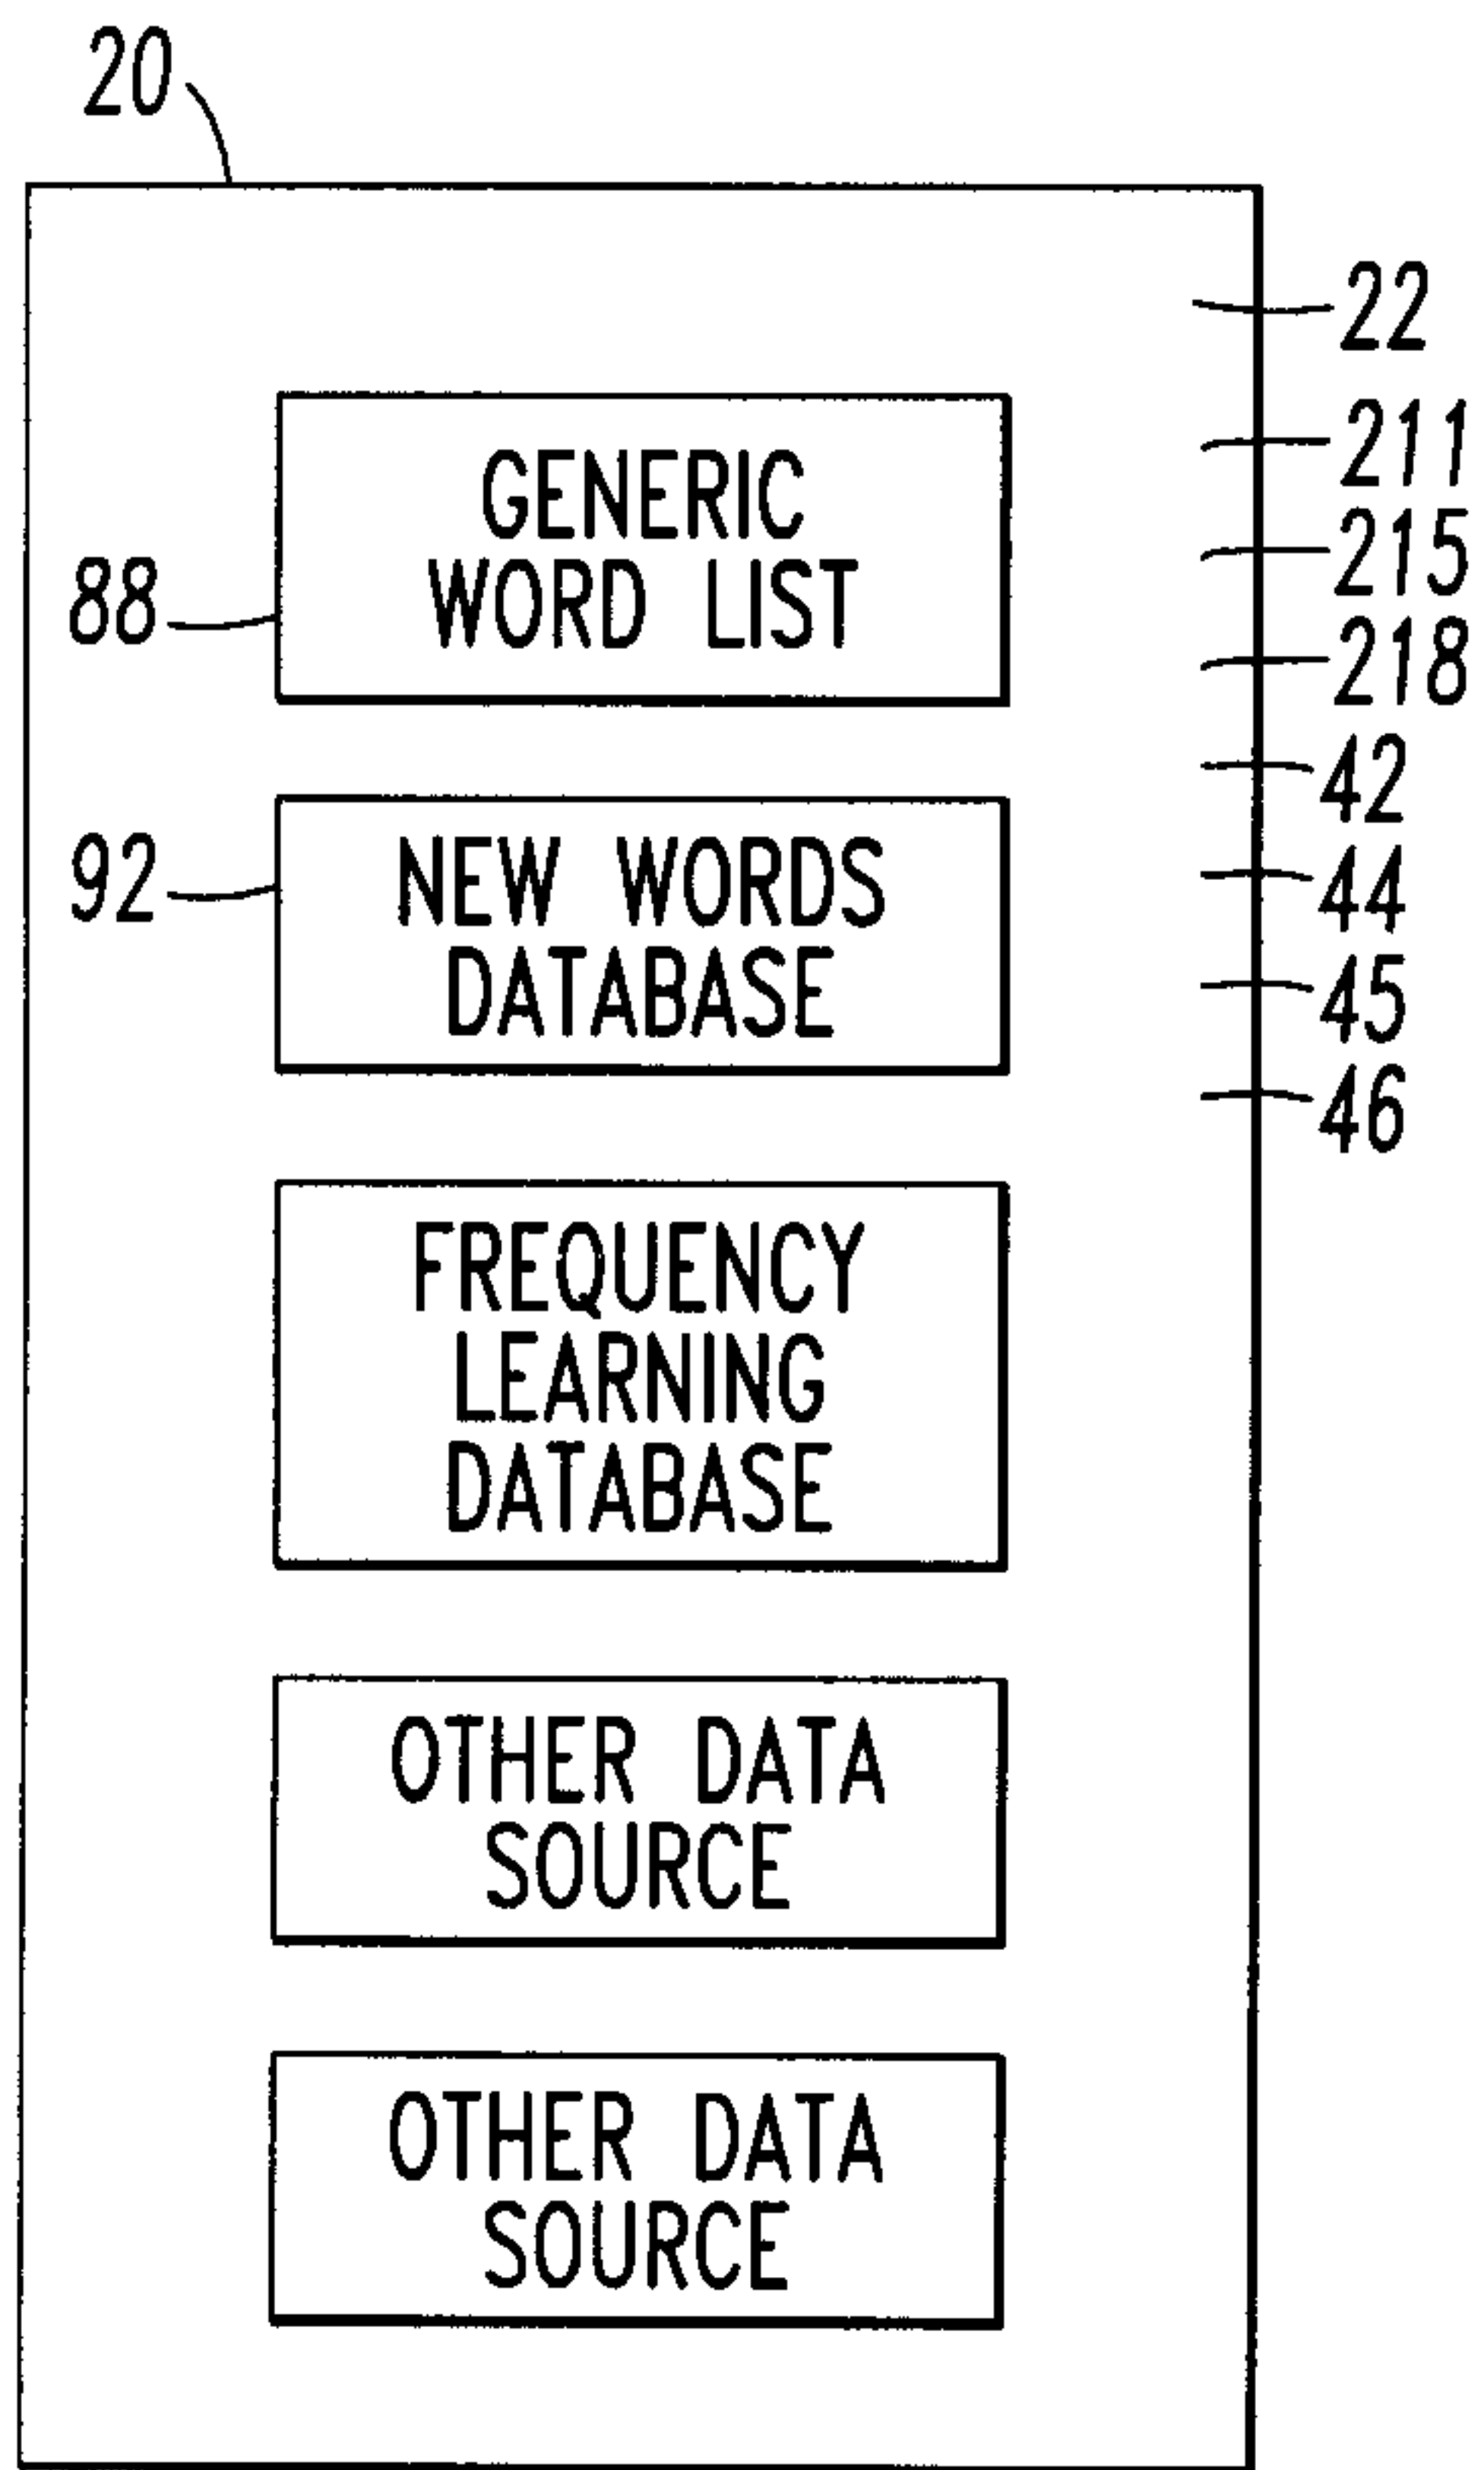 20
22
211
215
218
42
44
45
46
88
GENERIC
WORD LIST
92
NEW WORDS
DATABASE
FREQUENCY
LEARNING
DATABASE
OTHER DATA
SOURCE
OTHER DATA
SOURCE